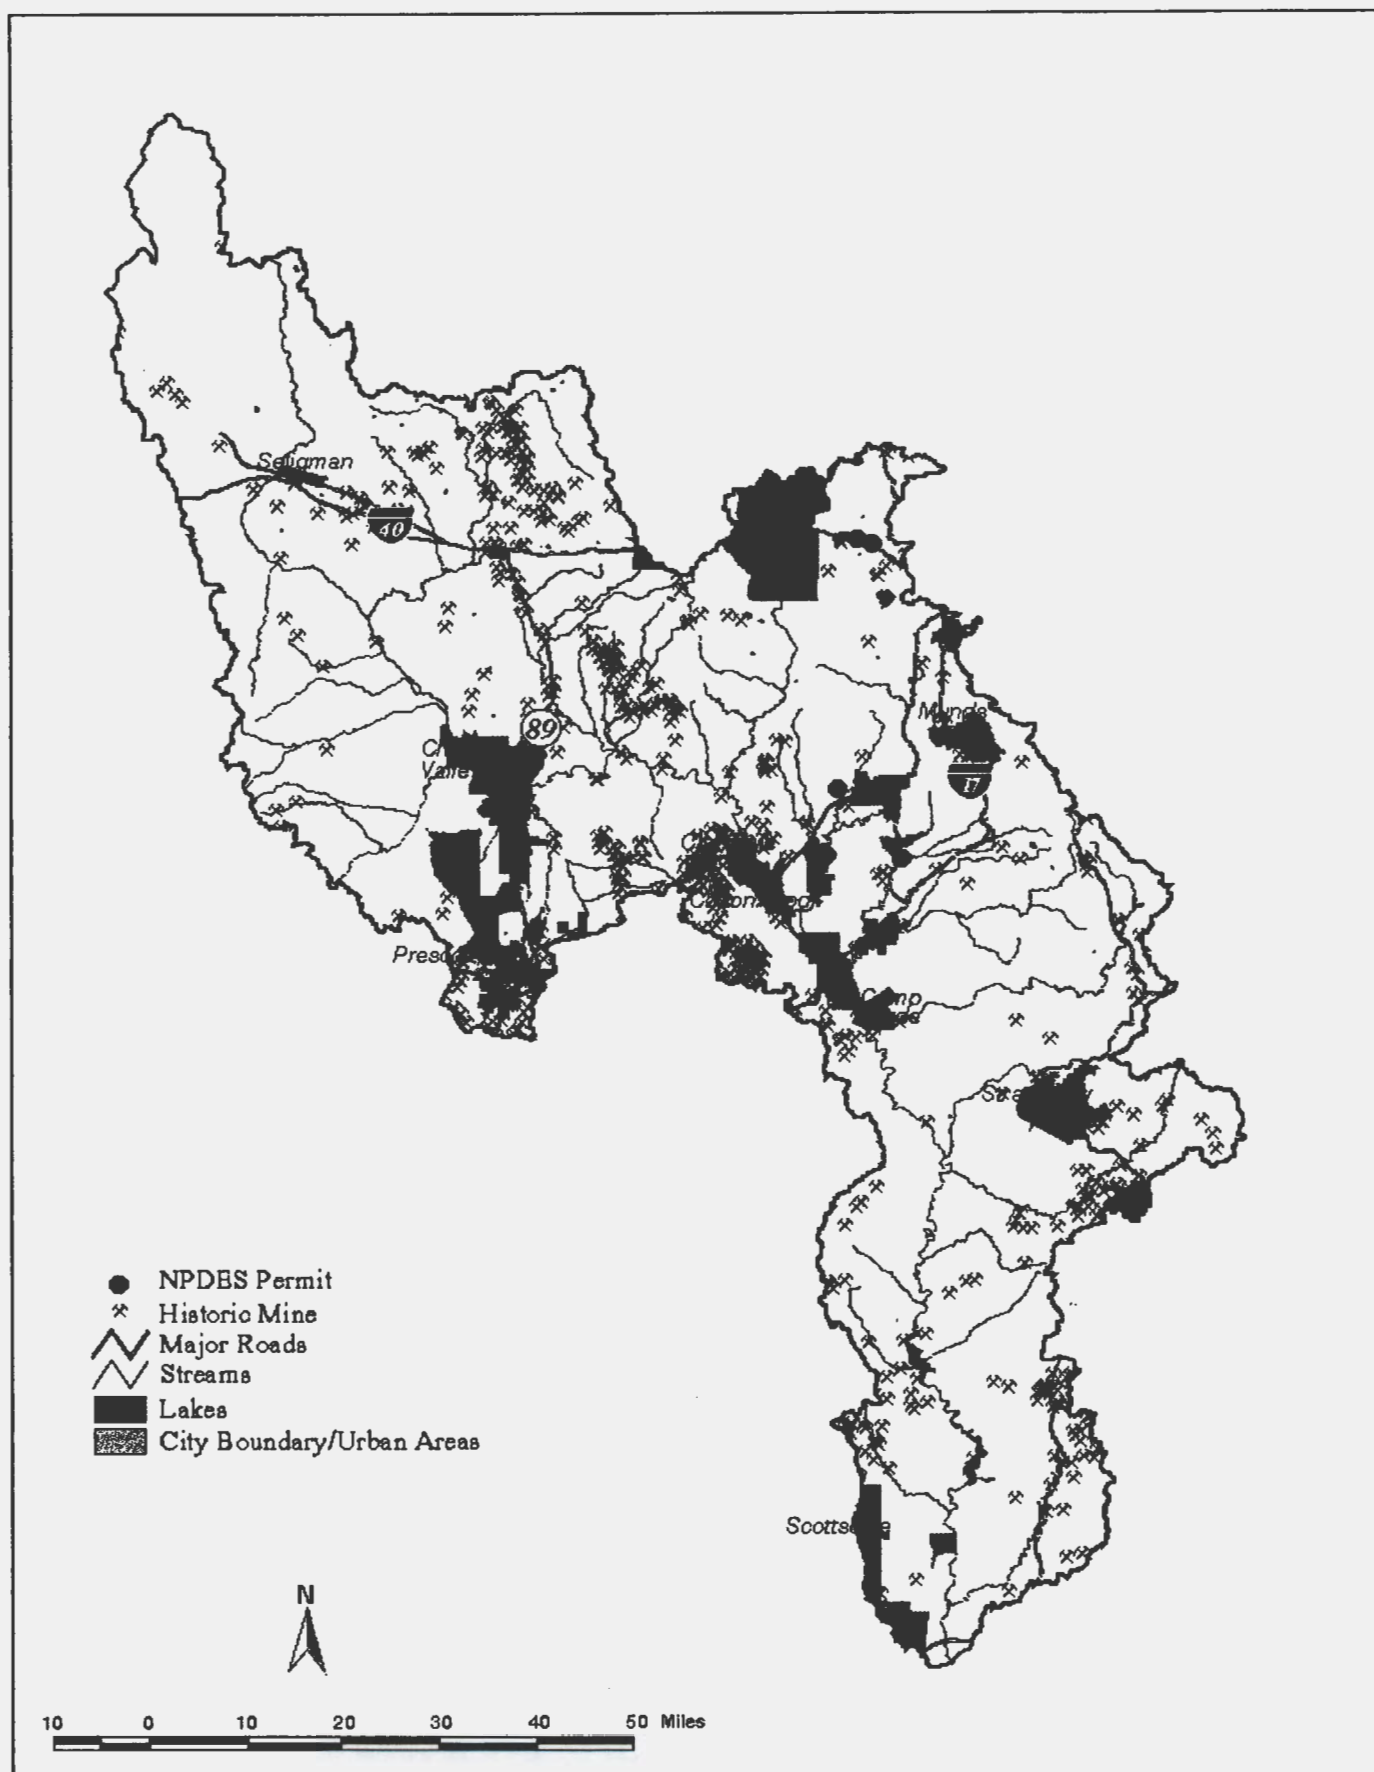 Seligman
40
Munds
89
17
Camp
Scottsdale
NPDES Permit
Historic Mine
Major Roads
Streams
Lakes
City Boundary/Urban Areas
N
10 0 10 20 30 40 50 Miles